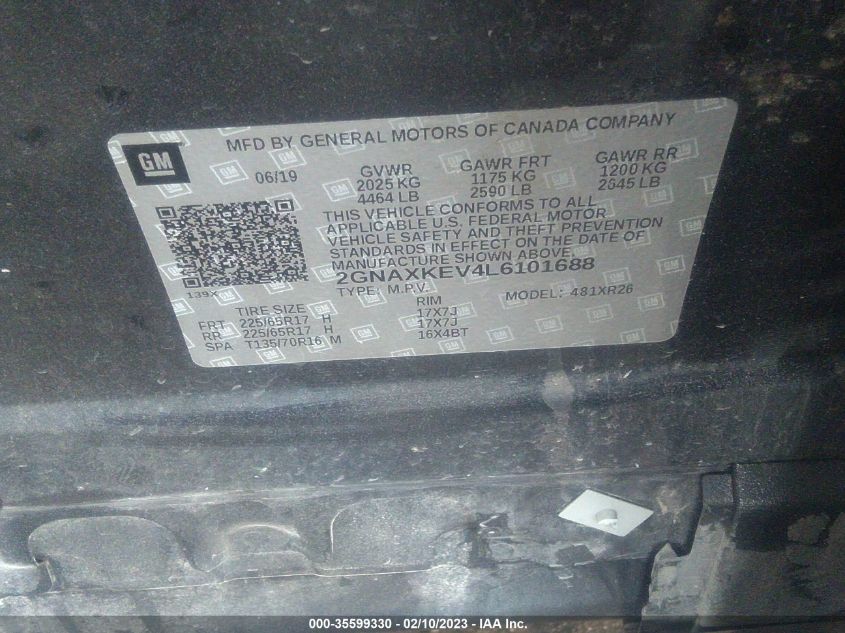 MFD BY GENERAL MOTORS OF CANADA COMPANY
GM
06/19 GVWR GAWR FRT GAWR RR
2025 KG 1175 KG 1200 KG
4464 LB 2590 LB 2645 LB
THIS VEHICLE CONFORMS TO ALL
APPLICABLE U.S. FEDERAL MOTOR
VEHICLE SAFETY AND THEFT PREVENTION
STANDARDS IN EFFECT ON THE DATE OF
MANUFACTURE SHOWN ABOVE.
2GNAXKEV4L6101688
139X TYPE: M.P.V. MODEL: 481XR26
TIRE SIZE RIM
FRT 225/65R17 H 17X7J
RR 225/65R17 H 17X7J
SPA T135/70R16 M 16X4BT
000-35599330 — 02/10/2023 — IAA Inc.